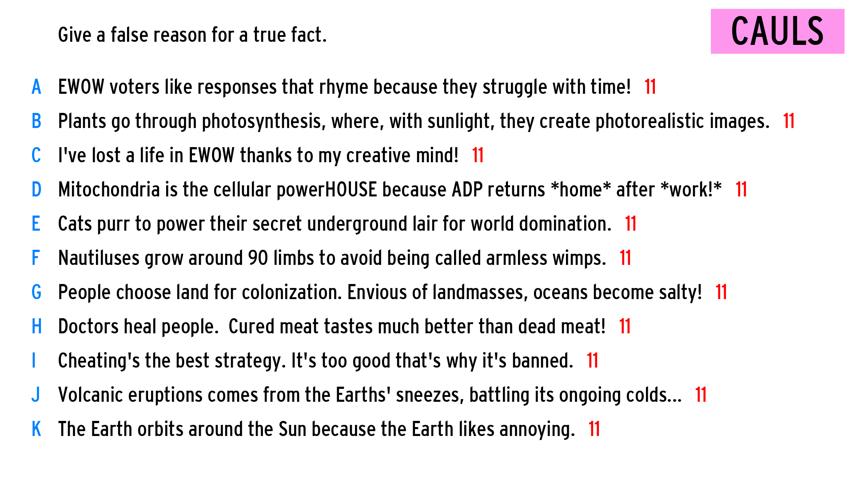 Give a false reason for a true fact.
CAULS
A EWOW voters like responses that rhyme because they struggle with time! 11
B Plants go through photosynthesis, where, with sunlight, they create photorealistic images. 11
C I've lost a life in EWOW thanks to my creative mind! 11
D Mitochondria is the cellular powerHOUSE because ADP returns *home* after *work!* 11
E Cats purr to power their secret underground lair for world domination. 11
F Nautiluses grow around 90 limbs to avoid being called armless wimps. 11
G People choose land for colonization. Envious of landmasses, oceans become salty! 11
H Doctors heal people.  Cured meat tastes much better than dead meat! 11
I Cheating's the best strategy. It's too good that's why it's banned. 11
J Volcanic eruptions comes from the Earths' sneezes, battling its ongoing colds... 11
K The Earth orbits around the Sun because the Earth likes annoying. 11